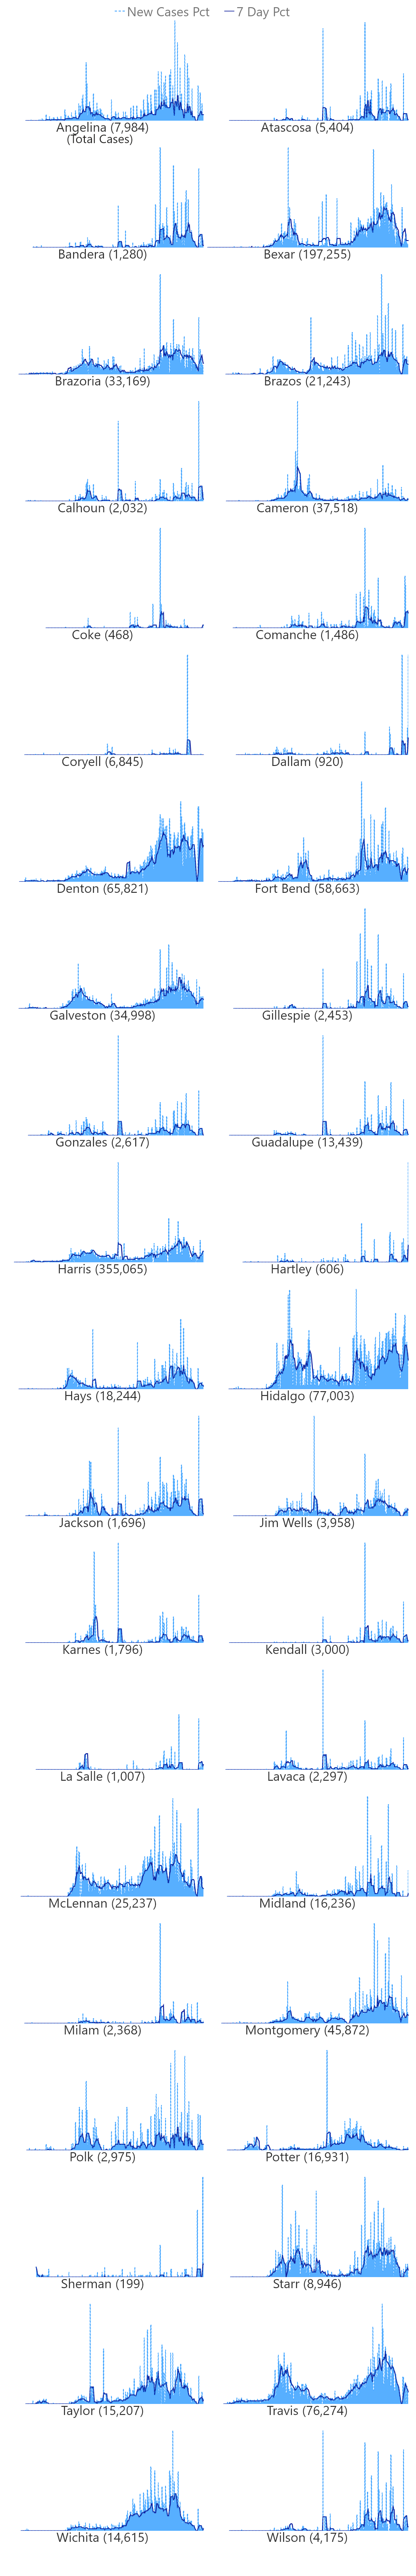 New Cases Pct 7 Day Pct
Angelina (7,984) Atascosa (5,404)
(Total Cases)
Bandera (1,280) Bexar (197,255)
Brazoria (33,169) Brazos (21,243)
Calhoun (2,032) Cameron (37,518)
Coke (468) Comanche (1,486)
Coryell (6,845) Dallam (920)
Denton (65,821) Fort Bend (58,663)
Galveston (34,998) Gillespie (2,453)
Gonzales (2,617) Guadalupe (13,439)
Harris (355,065) Hartley (606)
Hays (18,244) Hidalgo (77,003)
Jackson (1,696) Jim Wells (3,958)
Karnes (1,796) Kendall (3,000)
La Salle (1,007) Lavaca (2,297)
McLennan (25,237) Midland (16,236)
Milam (2,368) Montgomery (45,872)
Polk (2,975) Potter (16,931)
Sherman (199) Starr (8,946)
Taylor (15,207) Travis (76,274)
Wichita (14,615) Wilson (4,175)